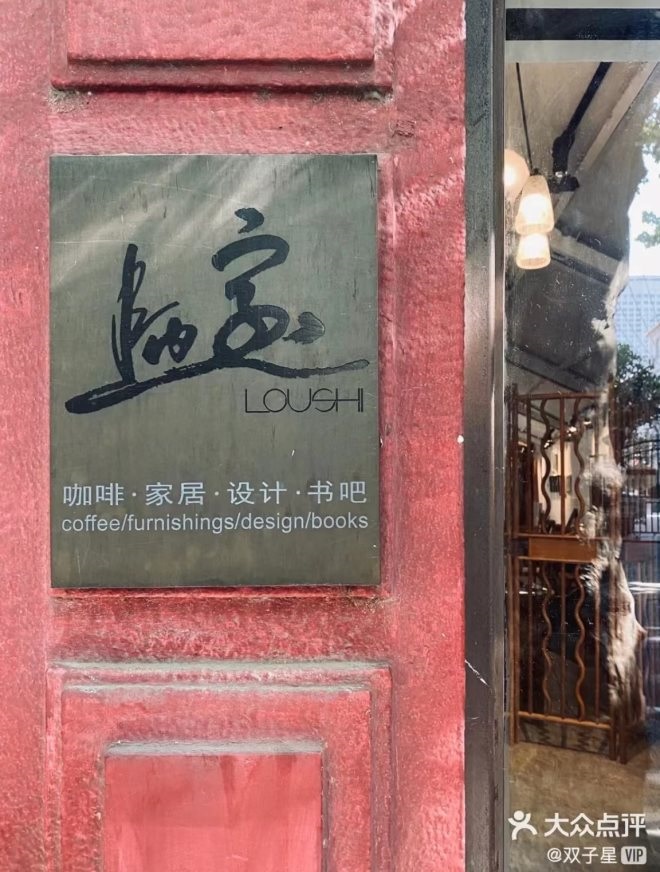 陋室
LOUSHI
咖啡·家居·设计·书吧
coffee/furnishings/design/books
大众点评
@双子星 VIP